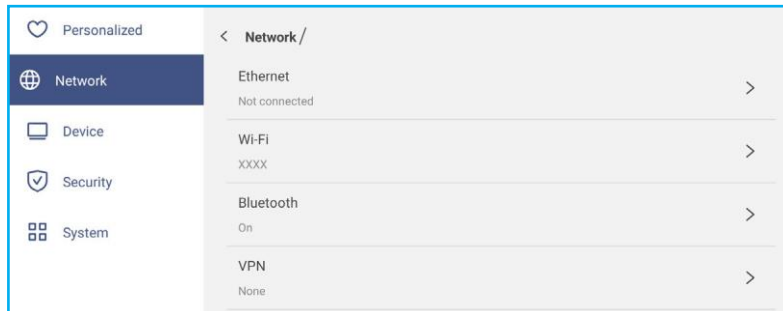 Personalized
Network
Device
Security
System
Network /
Ethernet
Not connected
Wi-Fi
XXXX
Bluetooth
On
VPN
None